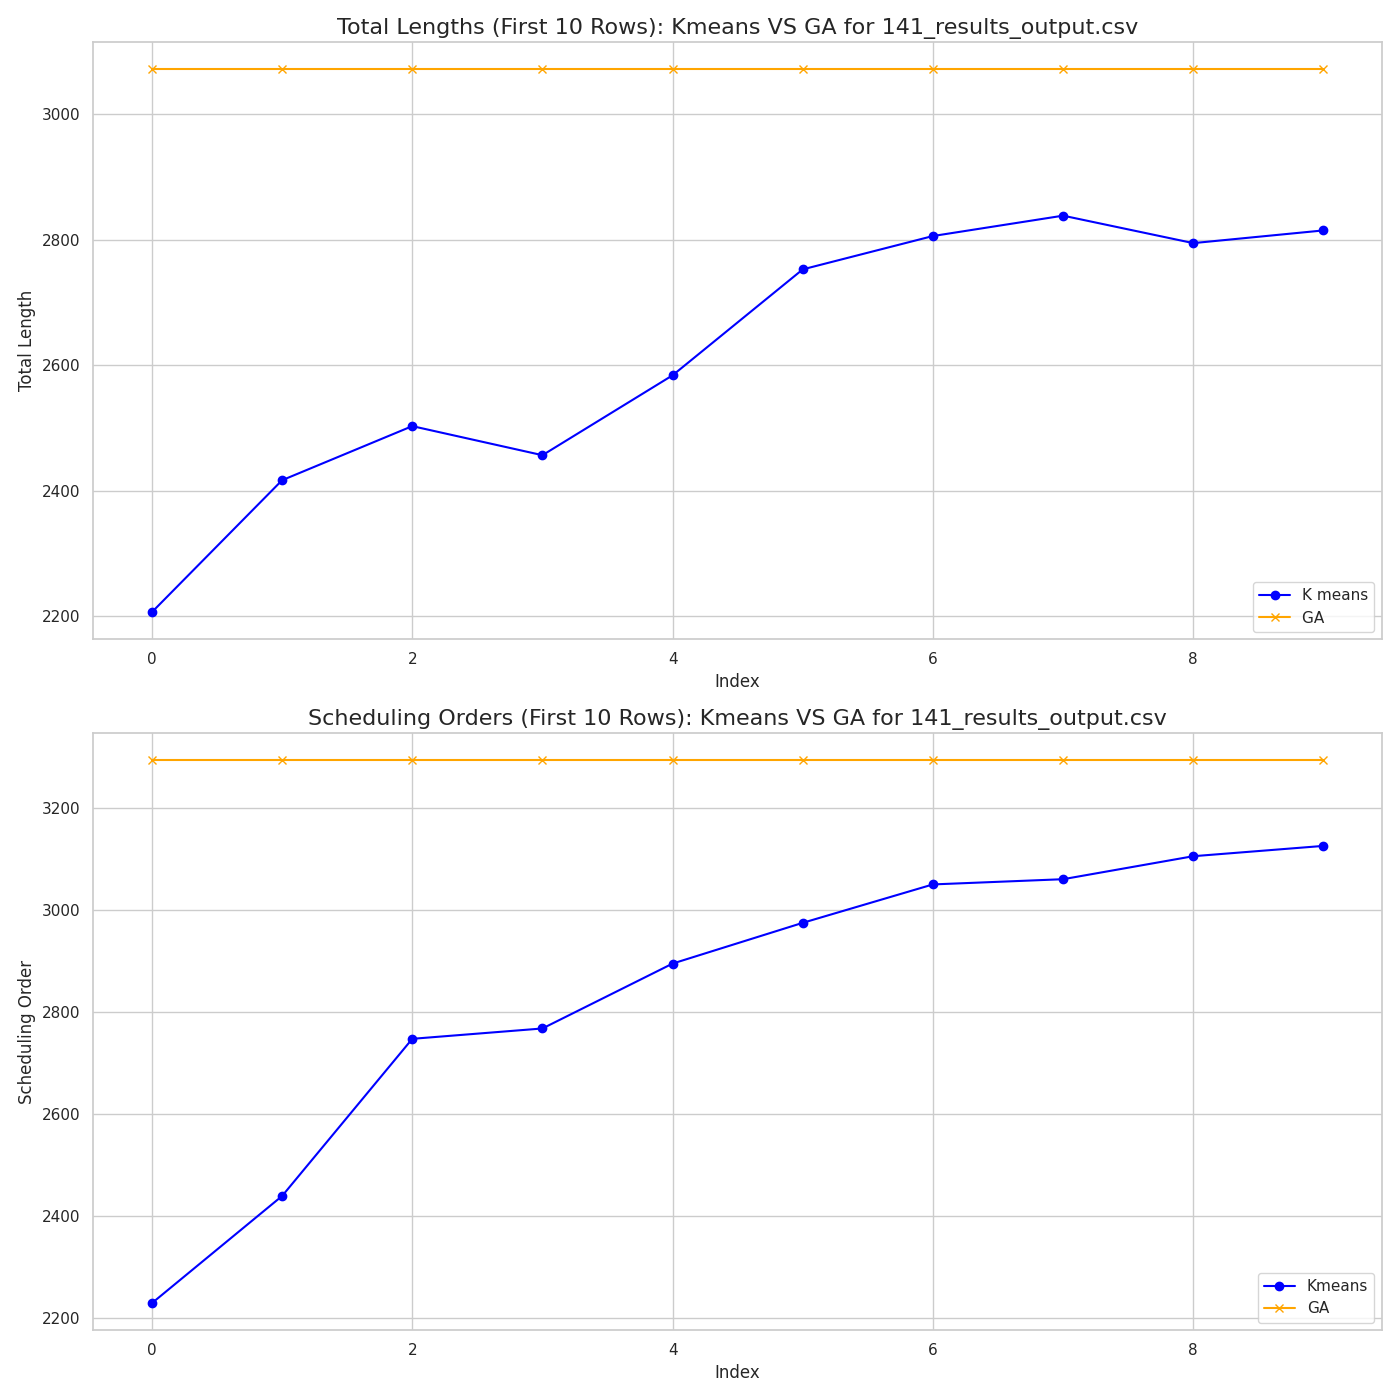 Total Lengths (First 10 Rows): Kmeans VS GA for 141_results_output.csv
3000
2800
2600
2400
2200
Total Length
K means
GA
0 2 4 6 8
Index
Scheduling Orders (First 10 Rows): Kmeans VS GA for 141_results_output.csv
3200
3000
2800
2600
2400
2200
Scheduling Order
Kmeans
GA
0 2 4 6 8
Index